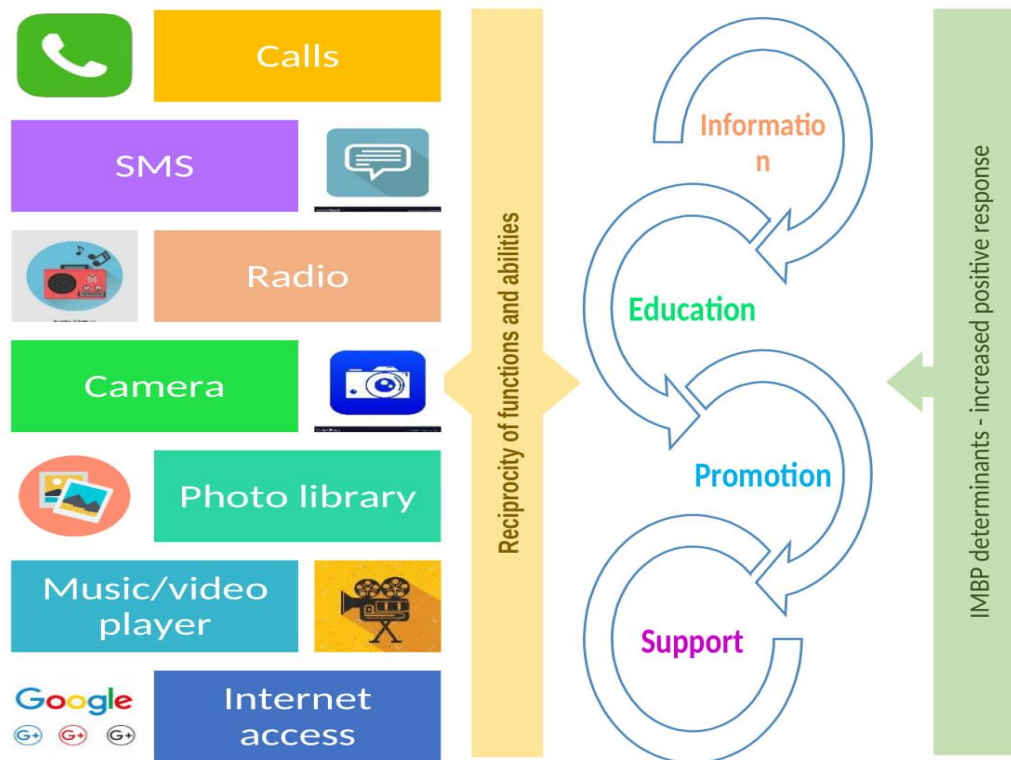 Calls
SMS
Radio
Camera
Photo library
Music/video
player
Google
G+ G+ G+
Internet
access
Reciprocity of functions and abilities
Informatio
n
Education
Promotion
Support
IMBP determinants - increased positive response